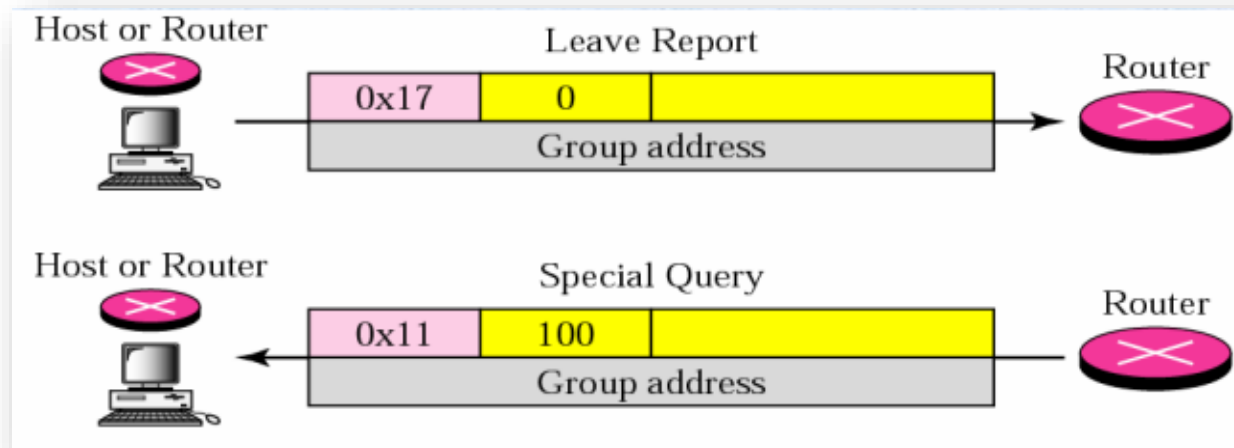 Host or Router
Leave Report
Router
0x17 0
Group address
Host or Router
Special Query
Router
0x11 100
Group address